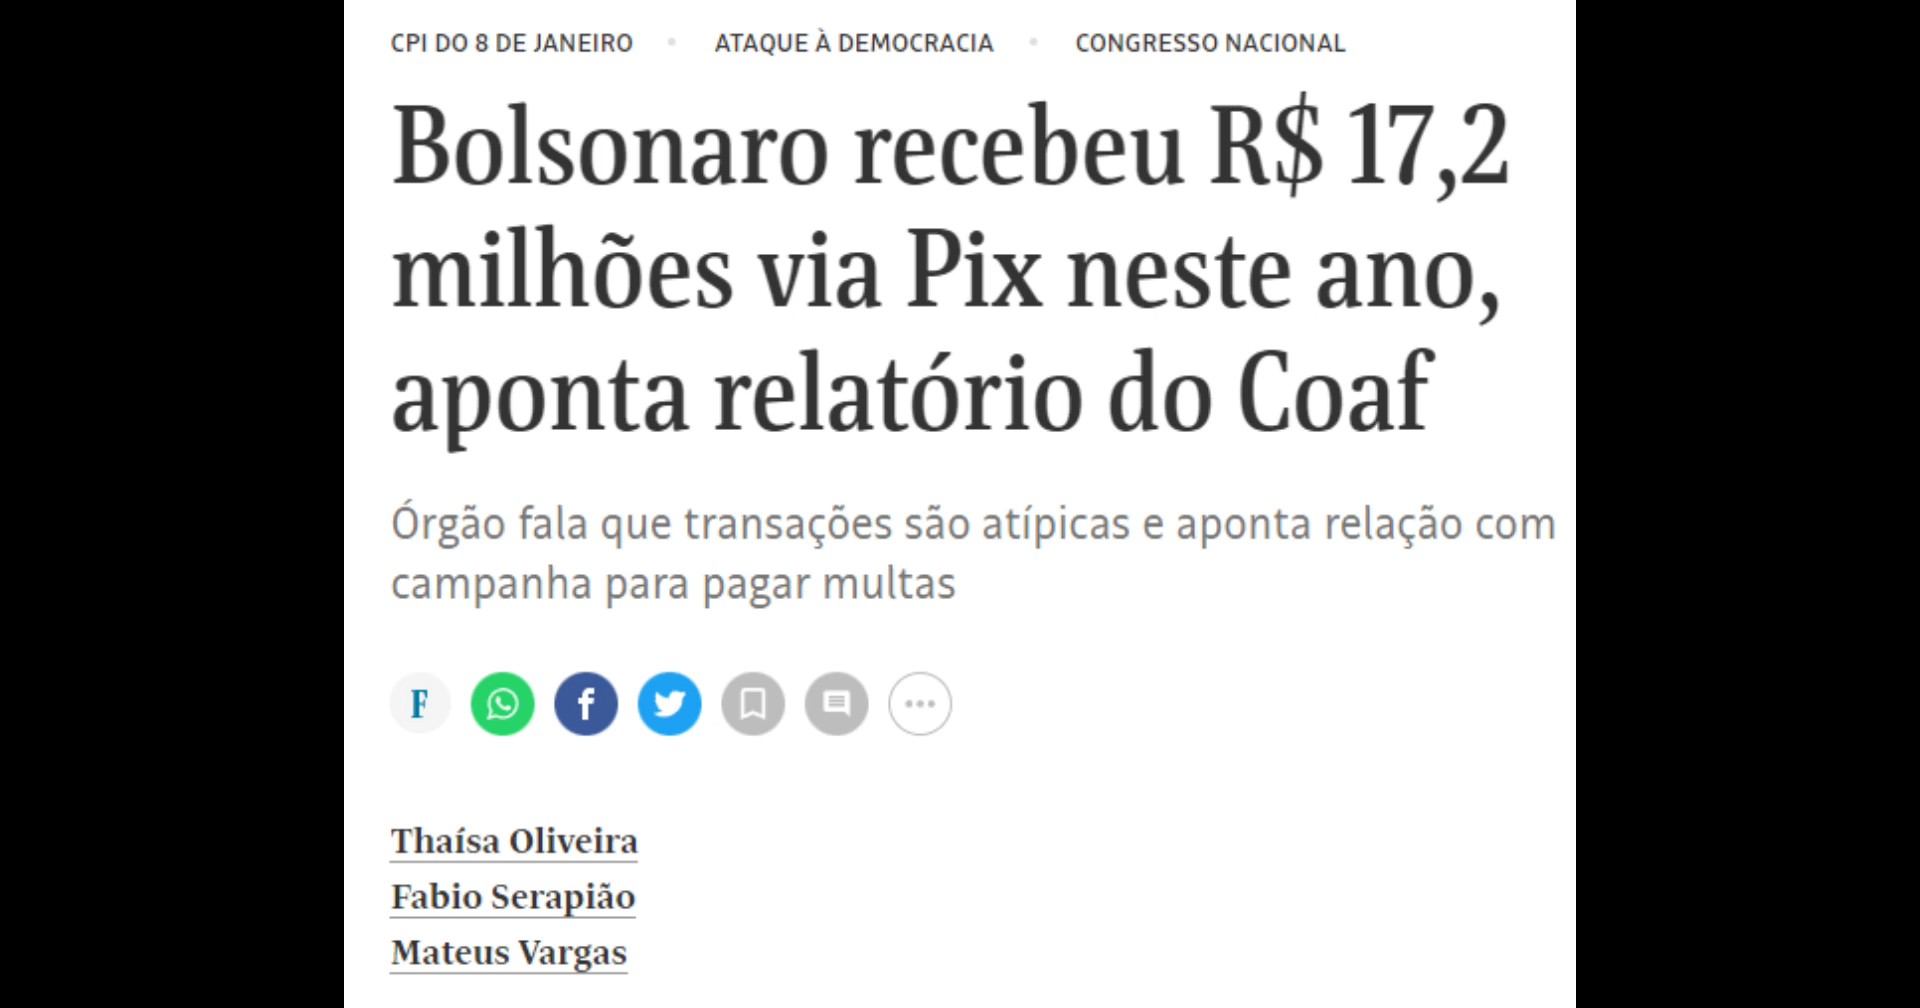 CPI DO 8 DE JANEIRO • ATAQUE À DEMOCRACIA • CONGRESSO NACIONAL
Bolsonaro recebeu R$ 17,2
milhões via Pix neste ano,
aponta relatório do Coaf
Órgão fala que transações são atípicas e aponta relação com
campanha para pagar multas
F
Thaísa Oliveira
Fabio Serapião
Mateus Vargas